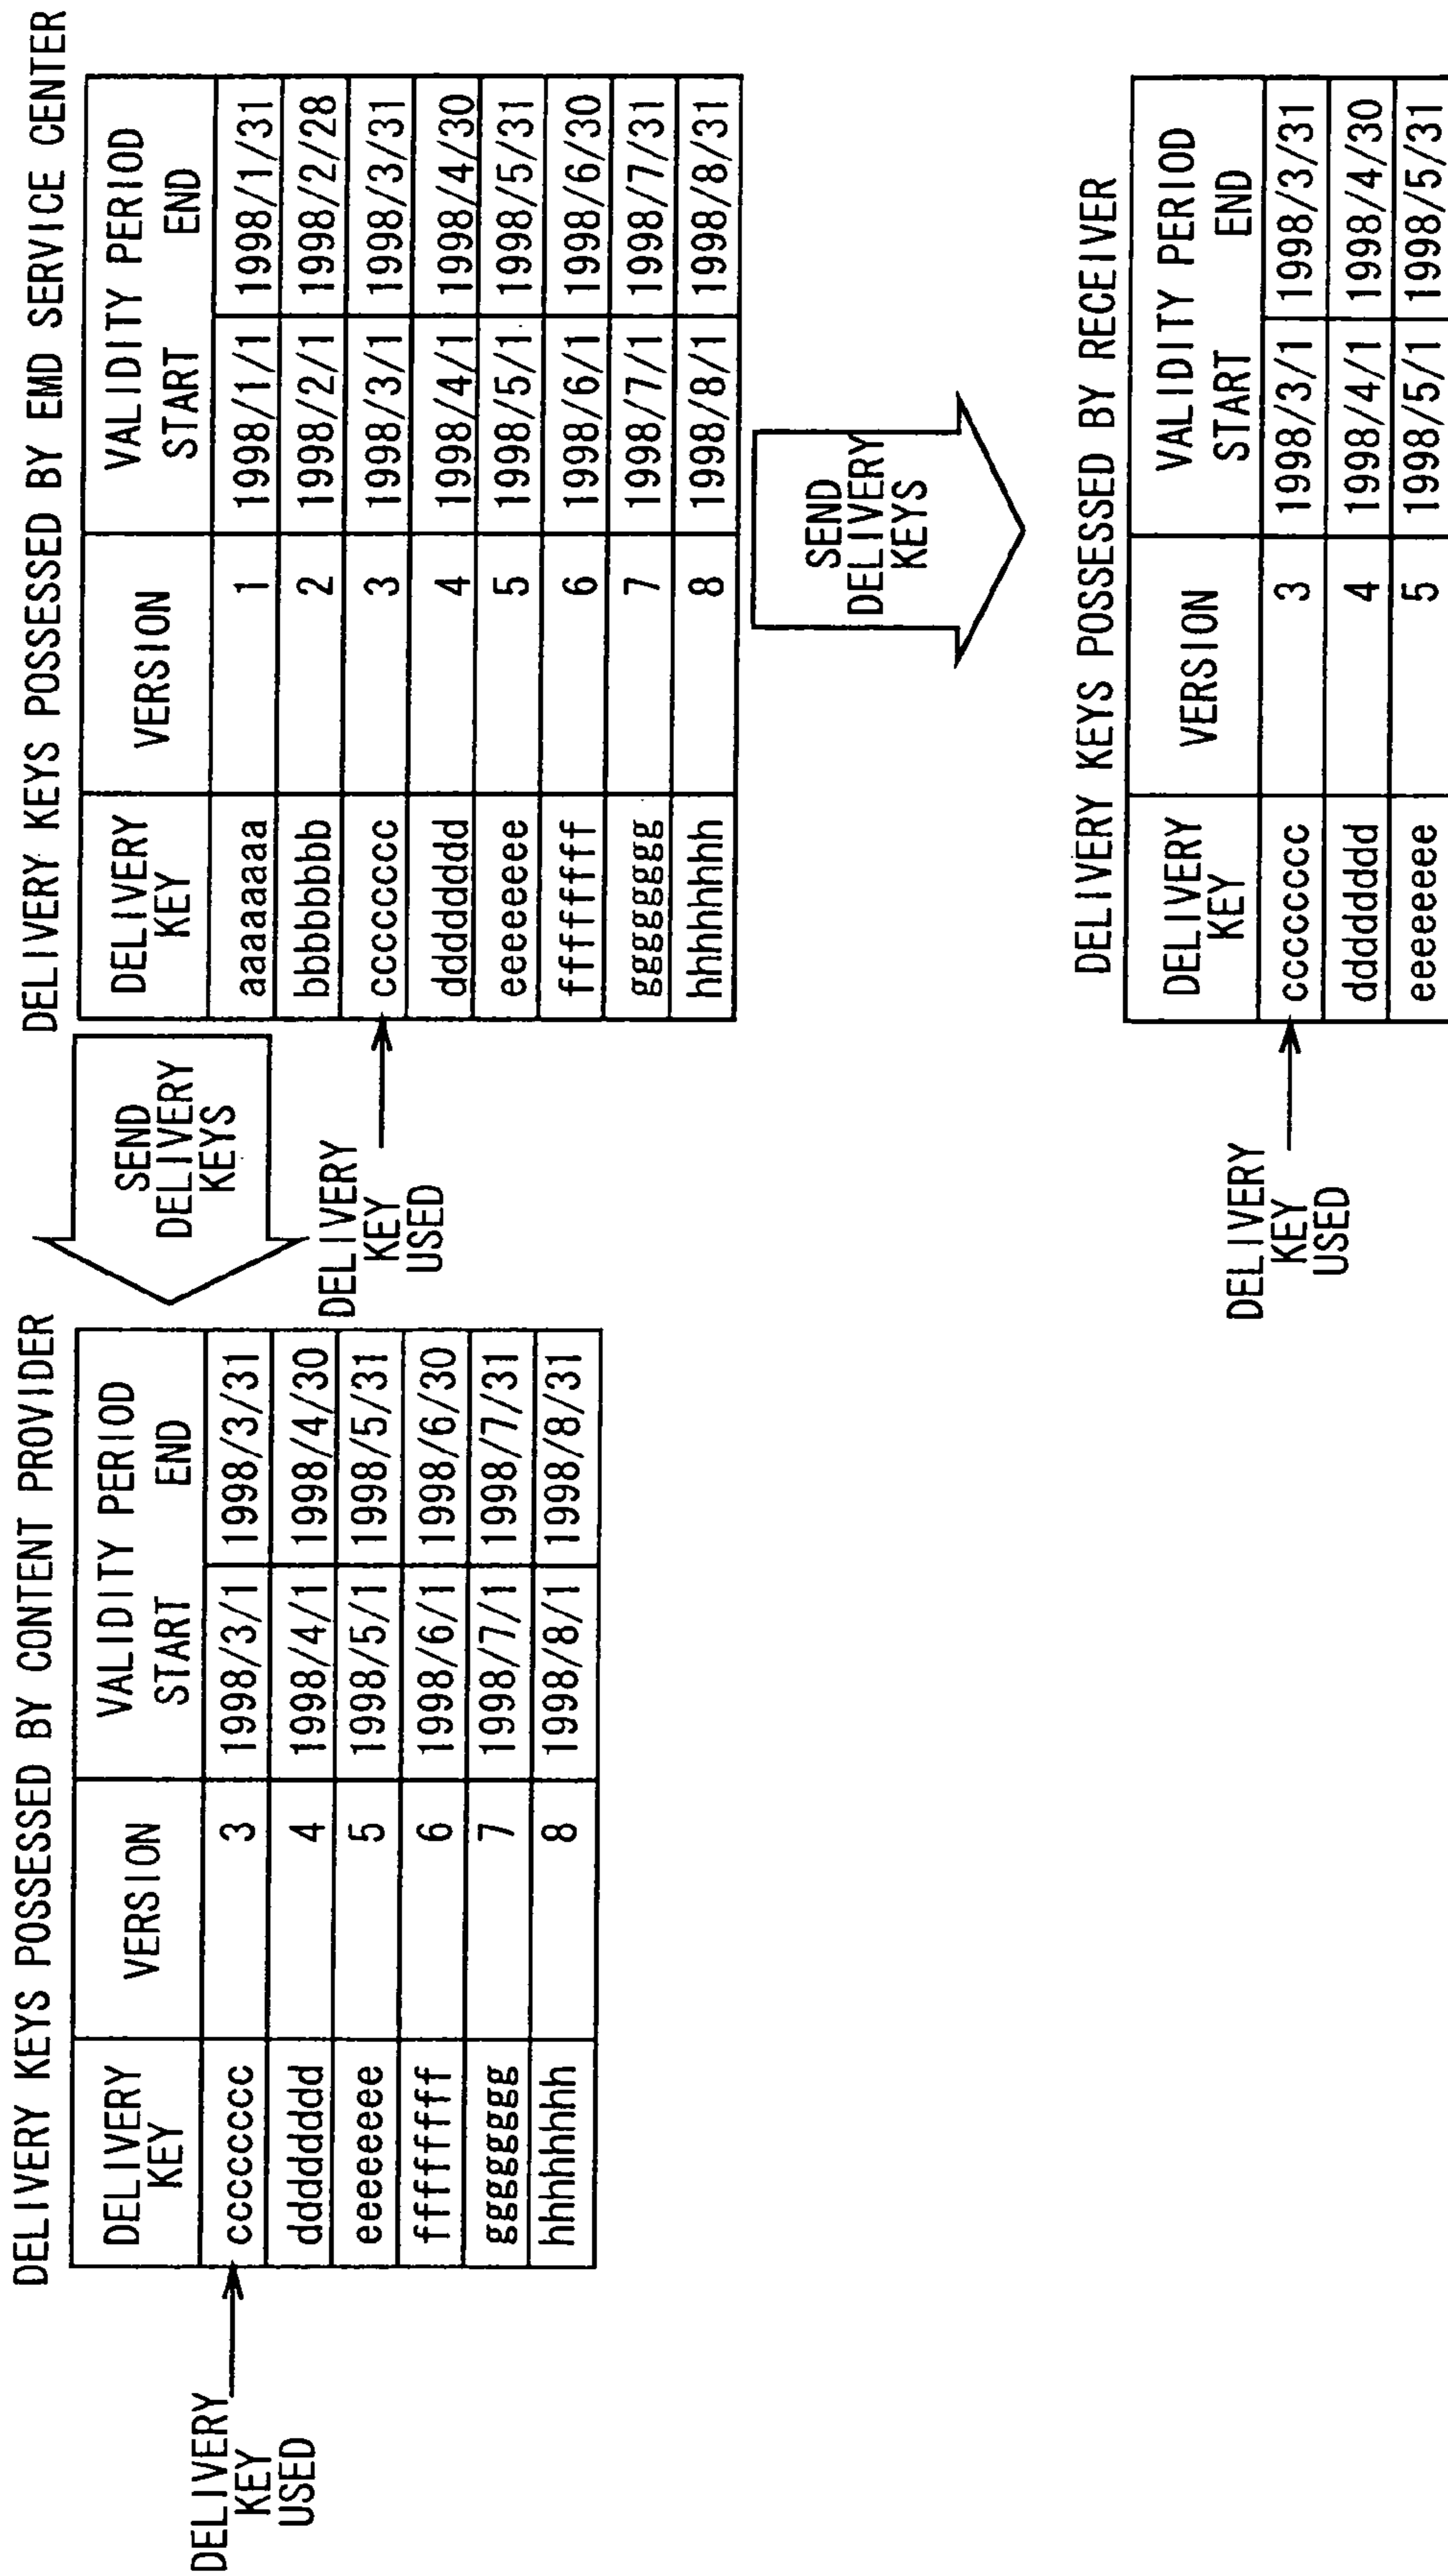 DELIVERY KEYS POSSESSED BY CONTENT PROVIDER
DELIVERY KEY VERSION VALIDITY PERIOD START END
cccccccc 3 1998/3/1 1998/3/31
dddddddd 4 1998/4/1 1998/4/30
eeeeeeee 5 1998/5/1 1998/5/31
ffffffff 6 1998/6/1 1998/6/30
gggggggg 7 1998/7/1 1998/7/31
hhhhhhhh 8 1998/8/1 1998/8/31
DELIVERY
KEY
USED
SEND
DELIVERY
KEYS
DELIVERY KEYS POSSESSED BY EMD SERVICE CENTER
DELIVERY KEY VERSION VALIDITY PERIOD START END
aaaaaaaa 1 1998/1/1 1998/1/31
bbbbbbbb 2 1998/2/1 1998/2/28
cccccccc 3 1998/3/1 1998/3/31
dddddddd 4 1998/4/1 1998/4/30
eeeeeeee 5 1998/5/1 1998/5/31
ffffffff 6 1998/6/1 1998/6/30
gggggggg 7 1998/7/1 1998/7/31
hhhhhhhh 8 1998/8/1 1998/8/31
DELIVERY
KEY
USED
SEND
DELIVERY
KEYS
DELIVERY KEYS POSSESSED BY RECEIVER
DELIVERY KEY VERSION VALIDITY PERIOD START END
cccccccc 3 1998/3/1 1998/3/31
dddddddd 4 1998/4/1 1998/4/30
eeeeeeee 5 1998/5/1 1998/5/31
DELIVERY
KEY
USED